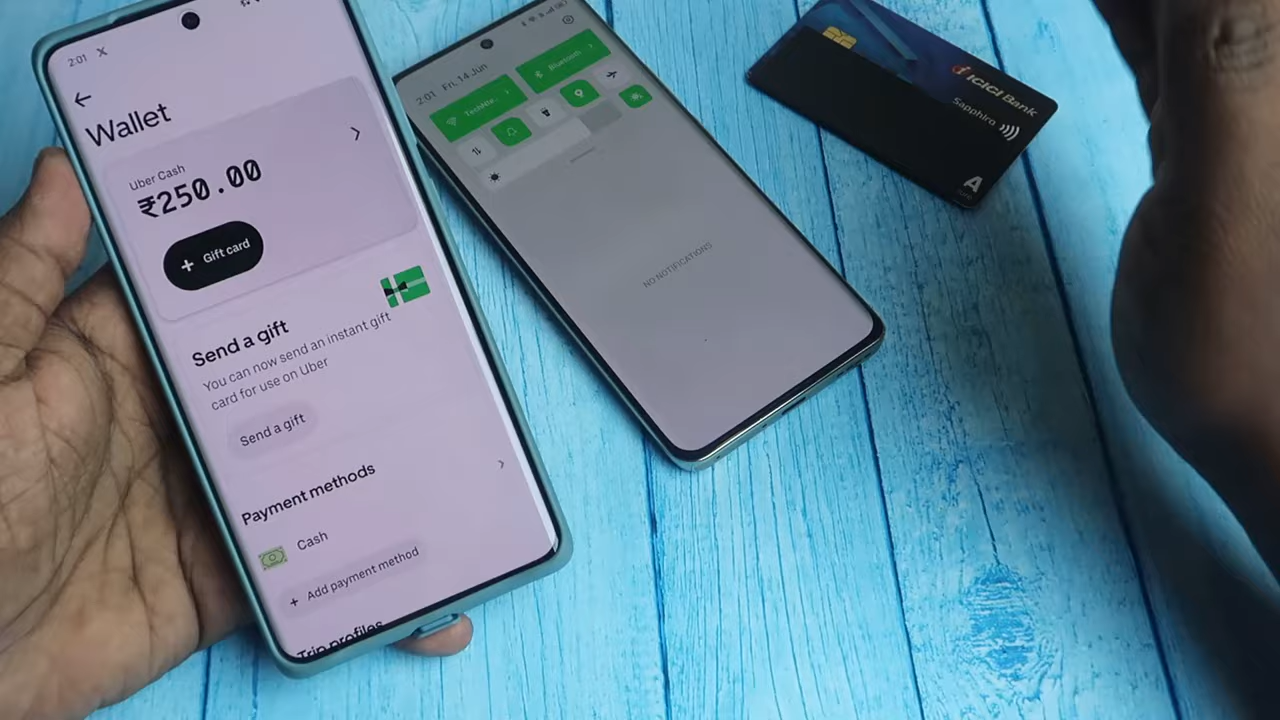 2:01 X
Wallet
Uber Cash
₹250.00
+ Gift card
Send a gift
You can now send an instant gift
card for use on Uber
Send a gift
Payment methods
Cash
+ Add payment method
Trip profiles
2:01 Fri, 14 Jun
Bluetooth
NO NOTIFICATIONS
ICICI Bank
Sapphiro